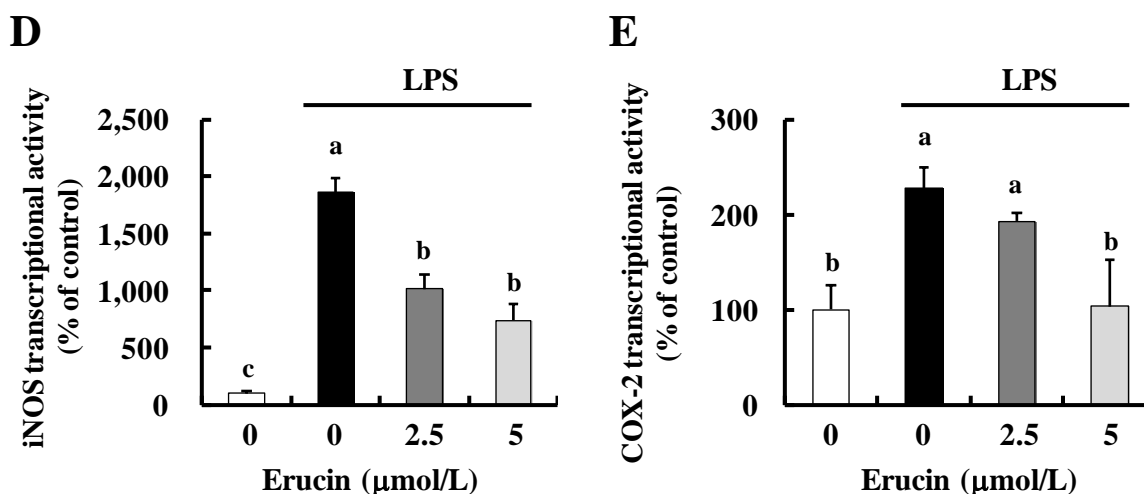 D
LPS
iNOS transcriptional activity
(% of control)
2,500
2,000
1,500
1,000
500
0
a
b
b
c
0
0
2.5
5
Erucin (μmol/L)
E
LPS
COX-2 transcriptional activity
(% of control)
300
200
100
0
a
a
b
b
0
0
2.5
5
Erucin (μmol/L)